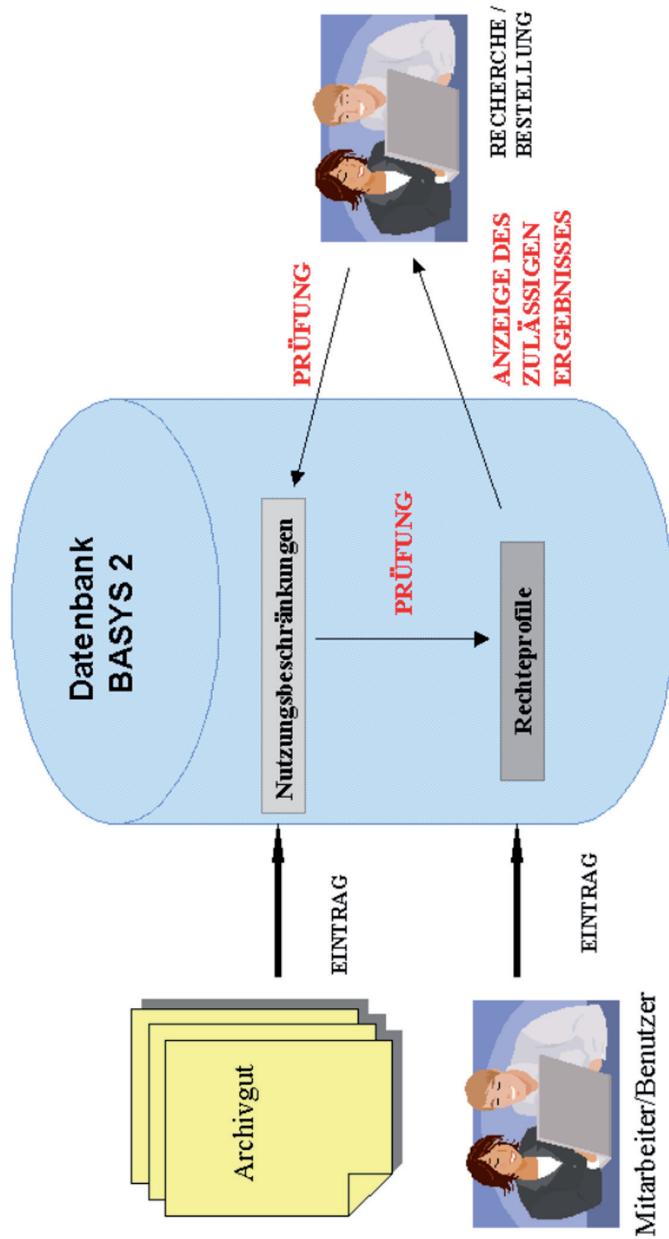 Datenbank
BASYS 2
Archivgut
EINTRAG
Nutzungsbeschränkungen
PRÜFUNG
PRÜFUNG
Mitarbeiter/Benutzer
EINTRAG
Rechteprofile
ANZEIGE DES
ZULÄSSIGEN
ERGEBNISSES
RECHERCHE /
BESTELLUNG